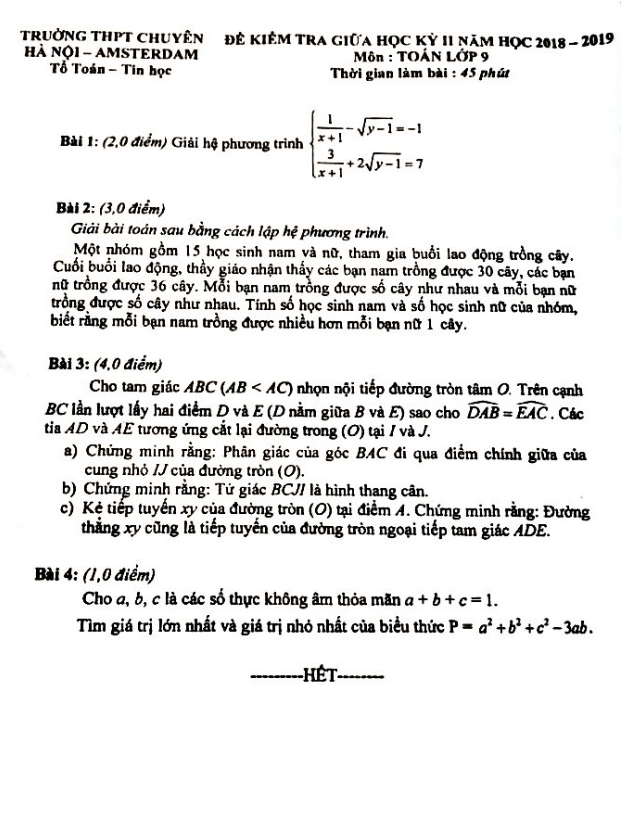 TRƯỜNG THPT CHUYÊN
HÀ NỘI – AMSTERDAM
Tổ Toán – Tin học
ĐỀ KIỂM TRA GIỮA HỌC KỲ II NĂM HỌC 2018 – 2019
Môn : TOÁN LỚP 9
Thời gian làm bài : 45 phút
Bài 1: (2,0 điểm) Giải hệ phương trình { 1/(x+1) − √(y−1) = −1
3/(x+1) + 2√(y−1) = 7
Bài 2: (3,0 điểm)
Giải bài toán sau bằng cách lập hệ phương trình.
Một nhóm gồm 15 học sinh nam và nữ, tham gia buổi lao động trồng cây.
Cuối buổi lao động, thầy giáo nhận thấy các bạn nam trồng được 30 cây, các bạn
nữ trồng được 36 cây. Mỗi bạn nam trồng được số cây như nhau và mỗi bạn nữ
trồng được số cây như nhau. Tính số học sinh nam và số học sinh nữ của nhóm,
biết rằng mỗi bạn nam trồng được nhiều hơn mỗi bạn nữ 1 cây.
Bài 3: (4,0 điểm)
Cho tam giác ABC (AB < AC) nhọn nội tiếp đường tròn tâm O. Trên cạnh
BC lần lượt lấy hai điểm D và E (D nằm giữa B và E) sao cho DAB = EAC . Các
tia AD và AE tương ứng cắt lại đường trong (O) tại I và J.
a) Chứng minh rằng: Phân giác của góc BAC đi qua điểm chính giữa của
cung nhỏ IJ của đường tròn (O).
b) Chứng minh rằng: Tứ giác BCJI là hình thang cân.
c) Kẻ tiếp tuyến xy của đường tròn (O) tại điểm A. Chứng minh rằng: Đường
thẳng xy cũng là tiếp tuyến của đường tròn ngoại tiếp tam giác ADE.
Bài 4: (1,0 điểm)
Cho a, b, c là các số thực không âm thỏa mãn a + b + c = 1.
Tìm giá trị lớn nhất và giá trị nhỏ nhất của biểu thức P = a² + b² + c² − 3ab .
---------HẾT--------